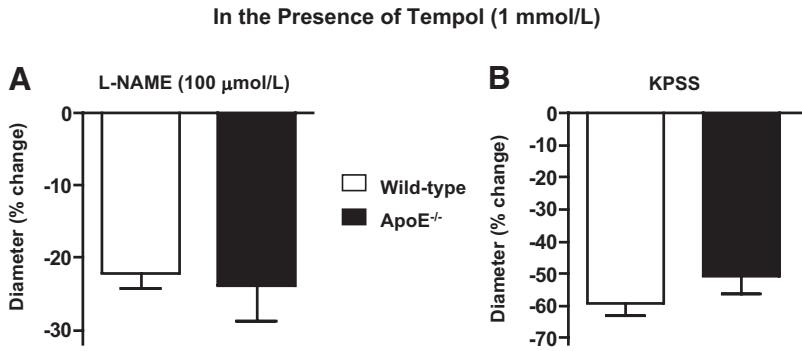 In the Presence of Tempol (1 mmol/L)
A
L-NAME (100 μmol/L)
0
-10
-20
-30
Diameter (% change)
Wild-type
ApoE-/-
B
KPSS
0
-10
-20
-30
-40
-50
-60
-70
Diameter (% change)